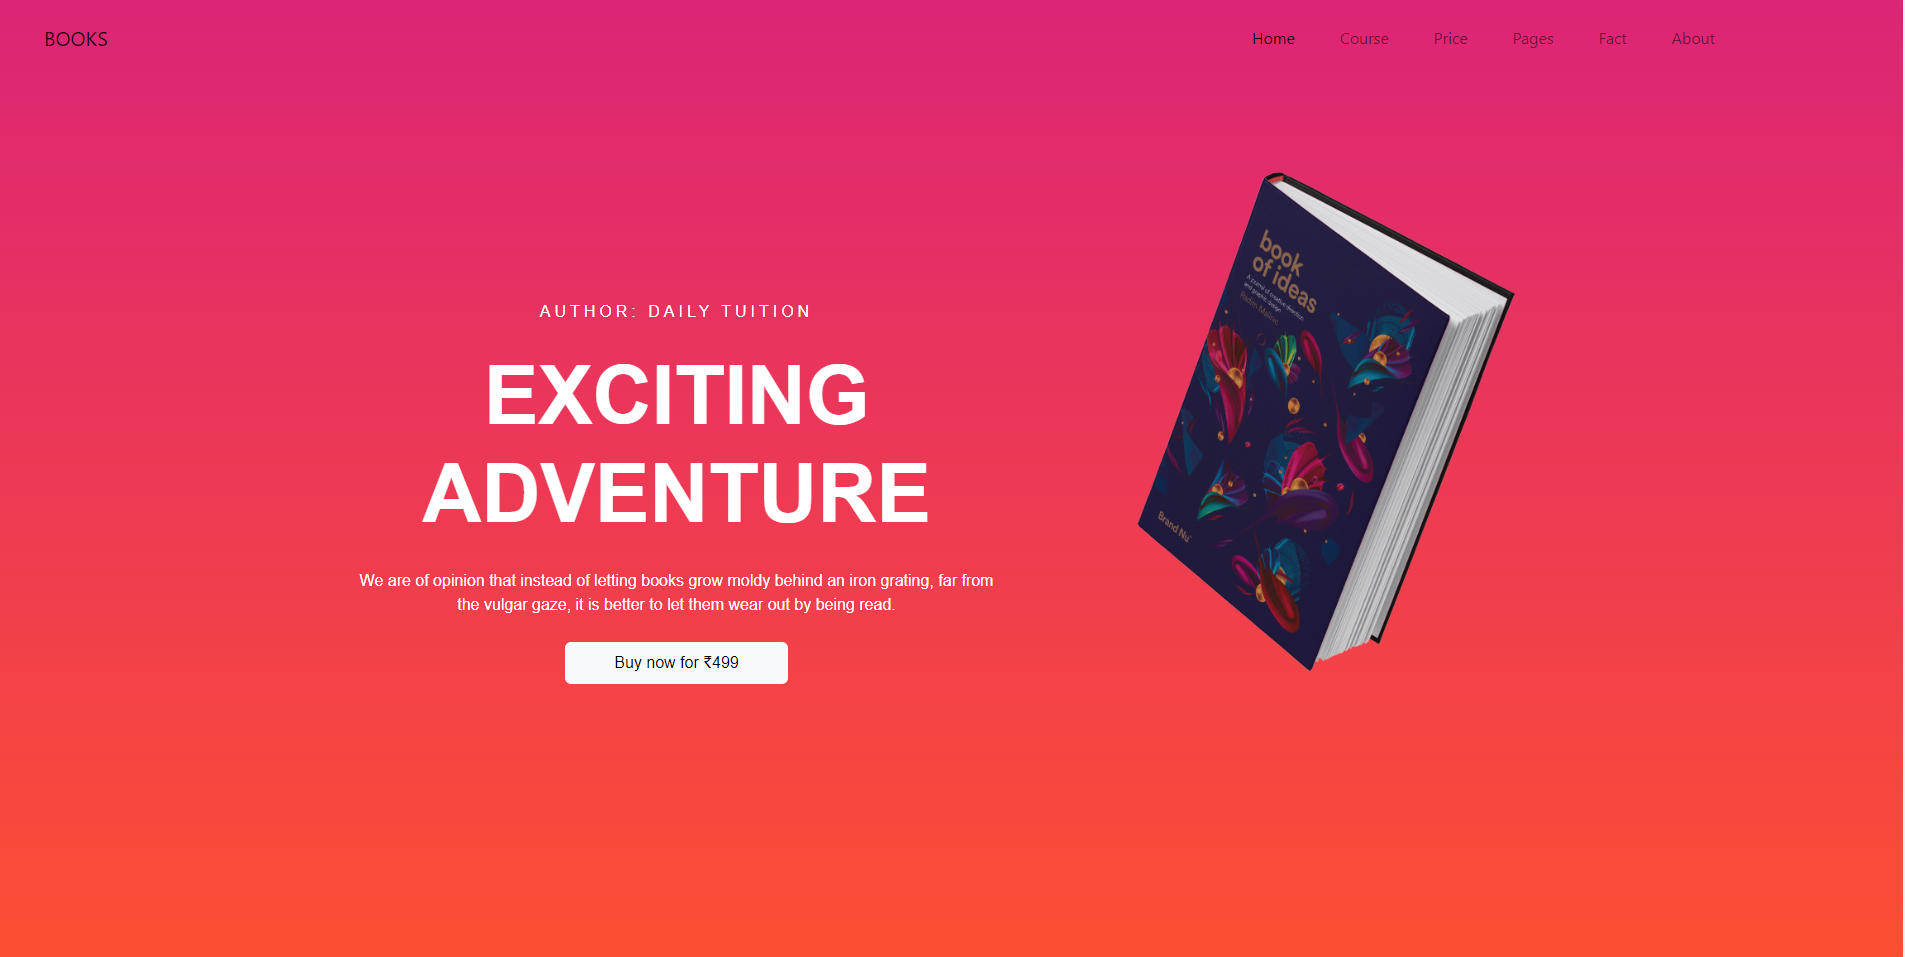 BOOKS
Home Course Price Pages Fact About
AUTHOR: DAILY TUITION
EXCITING
ADVENTURE
We are of opinion that instead of letting books grow moldy behind an iron grating, far from
the vulgar gaze, it is better to let them wear out by being read.
Buy now for ₹499
book
of ideas
A journal of creative direction
and graphic design
Radim Malinic
Brand Nu